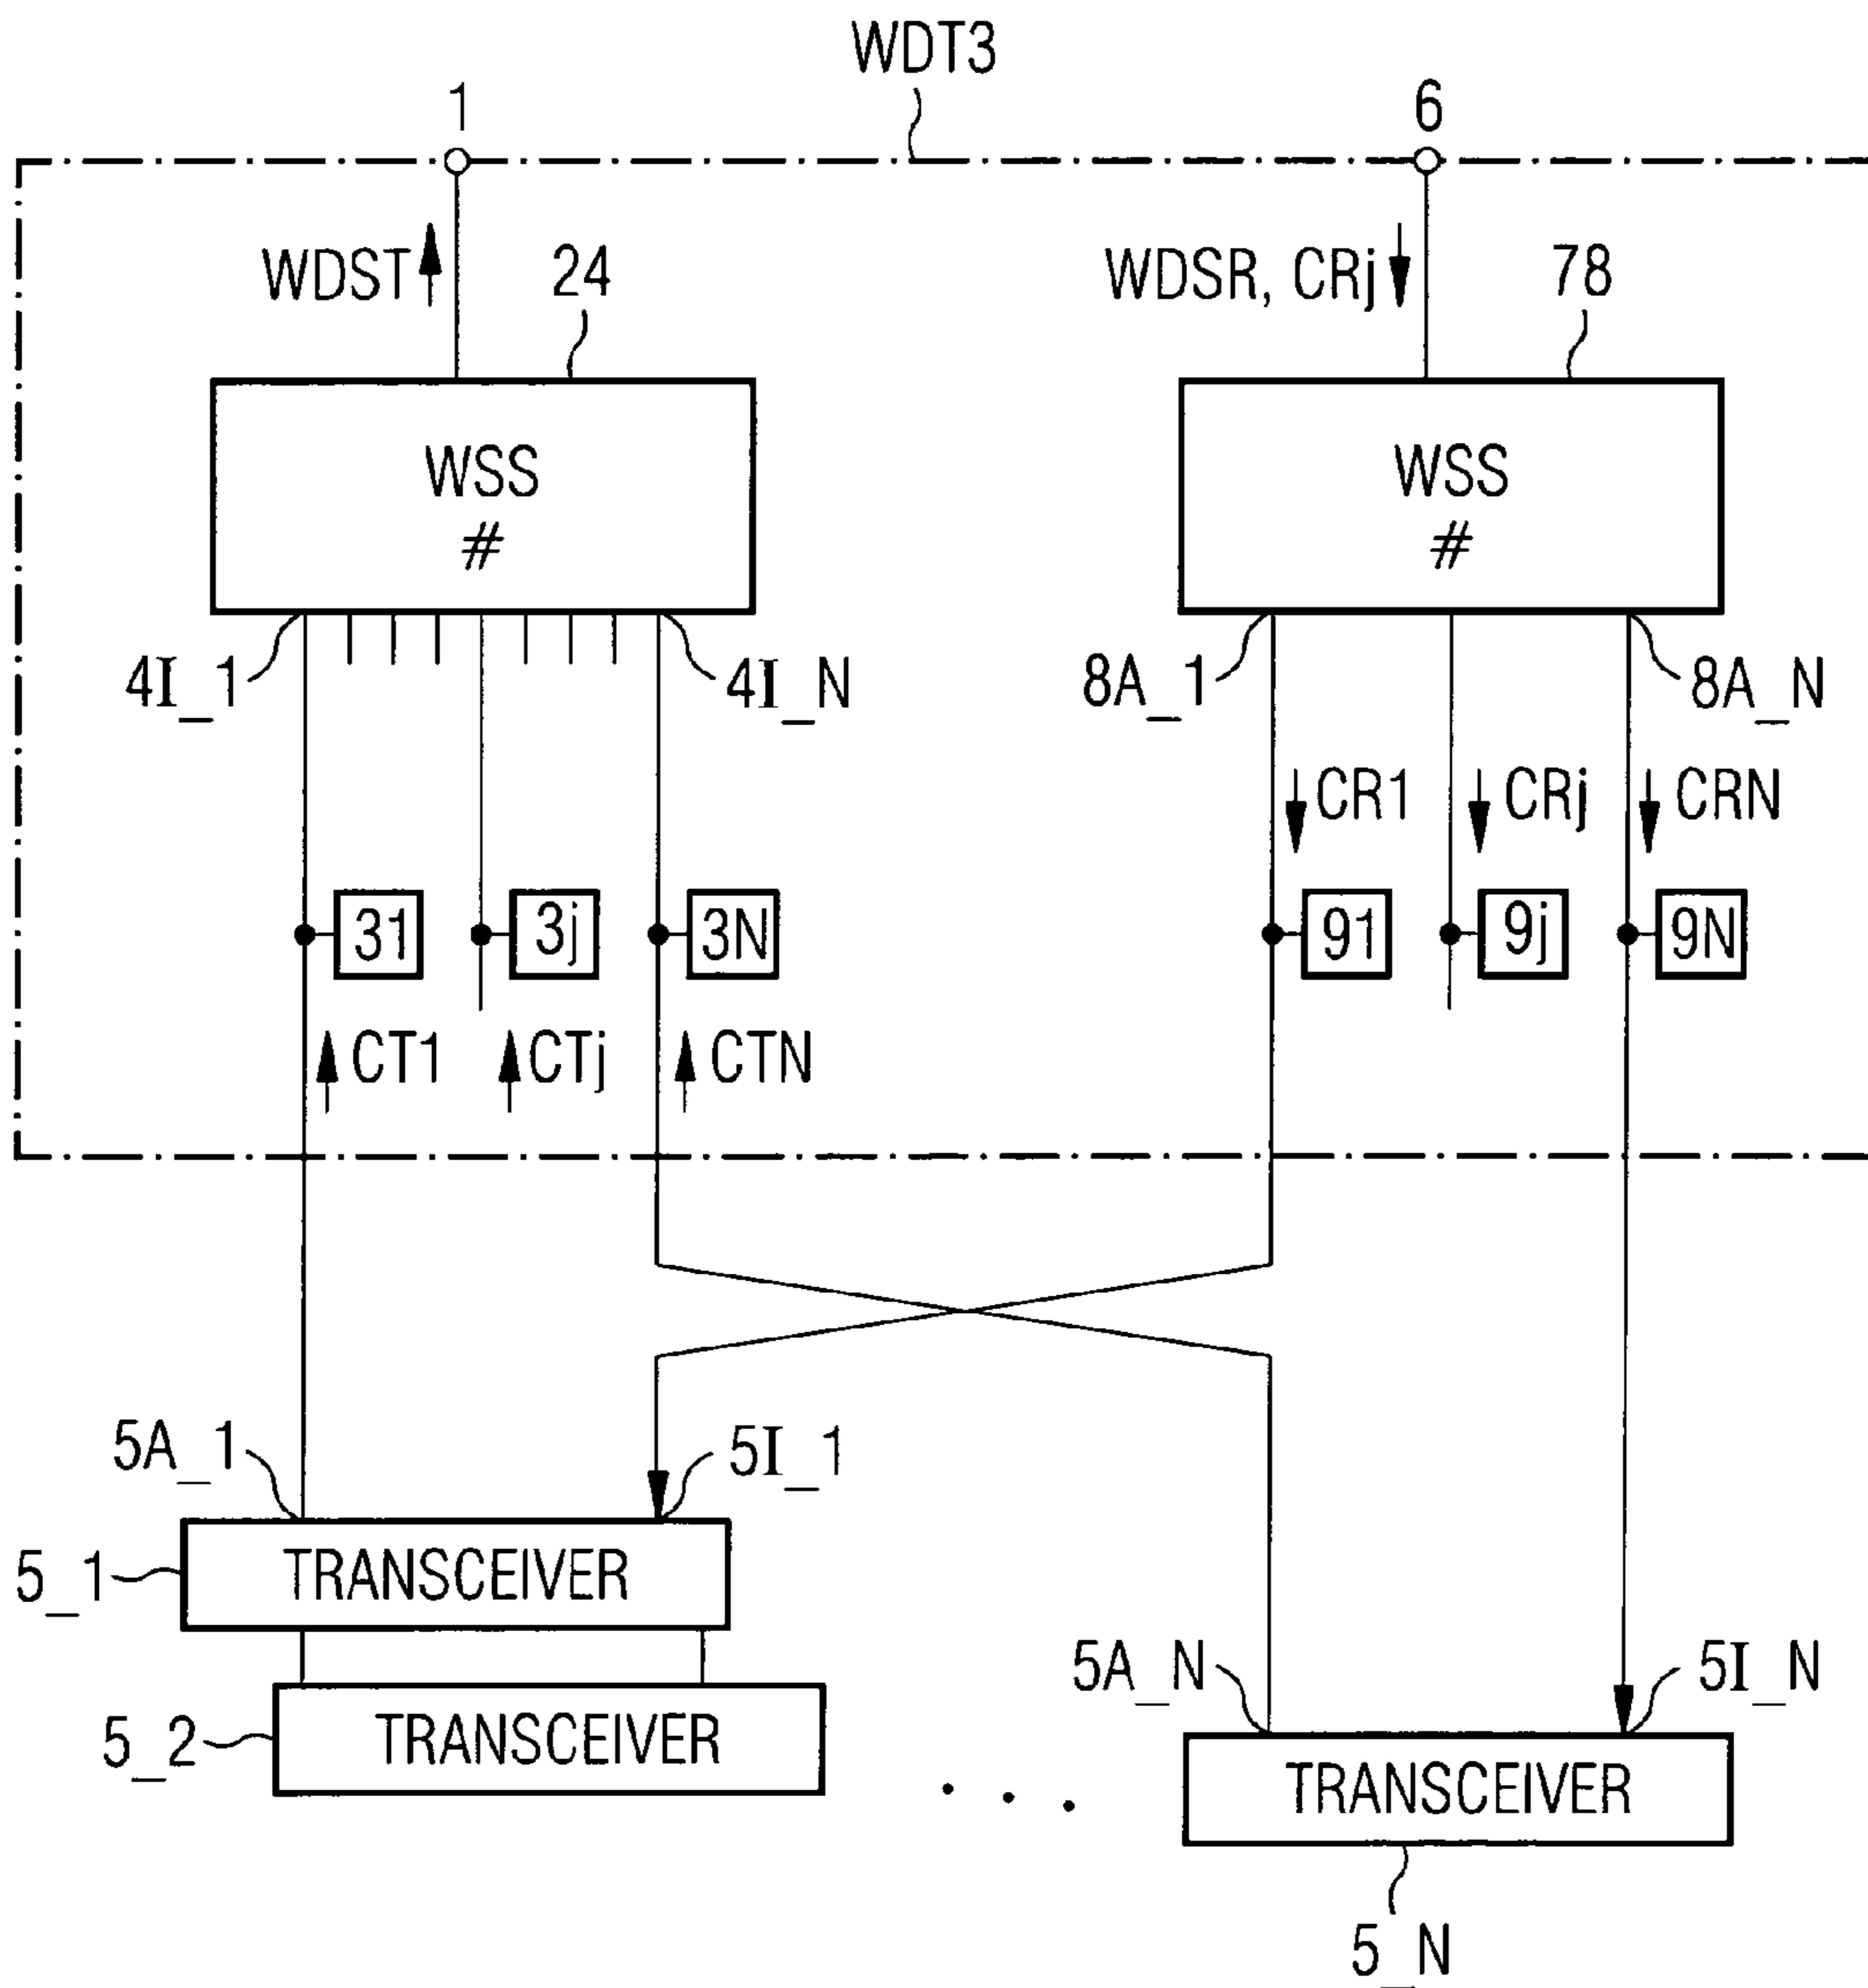 WDT3
1
6
WDST
24
WDSR, CRj
78
WSS
#
WSS
#
4I_1
4I_N
8A_1
8A_N
CR1
CRj
CRN
31
3j
3N
91
9j
9N
CT1
CTj
CTN
5A_1
5I_1
5_1
TRANSCEIVER
5A_N
5I_N
5_2
TRANSCEIVER
. . .
TRANSCEIVER
5_N